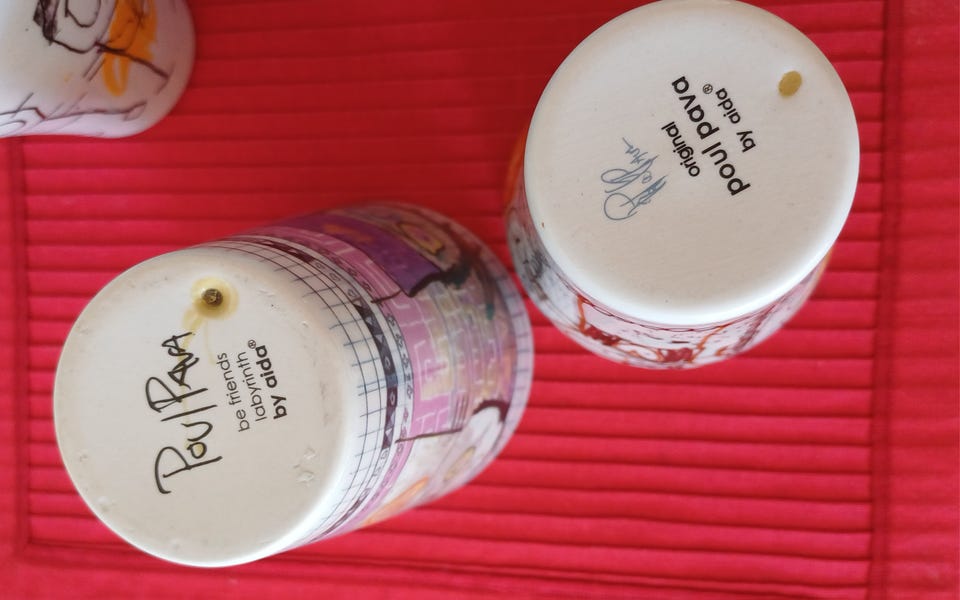 original
poul pava
by aida®
Poul Pava
be friends
labyrinth
by aida®